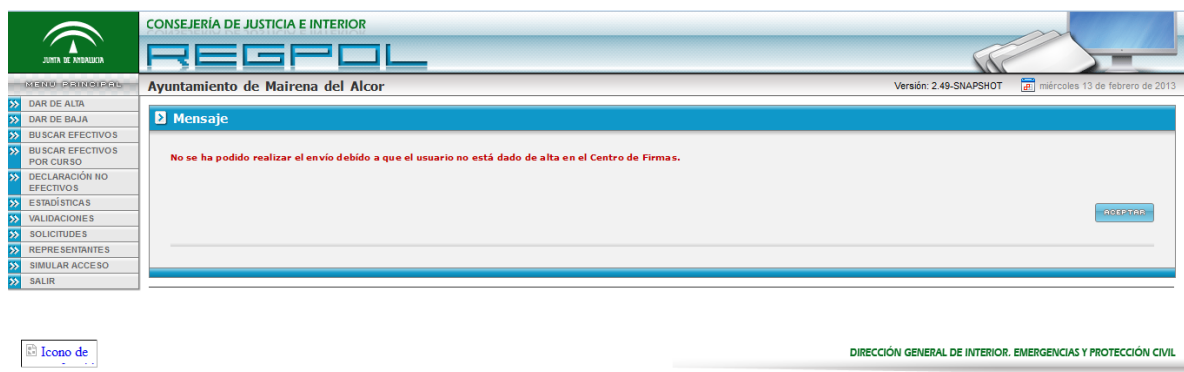 CONSEJERÍA DE JUSTICIA E INTERIOR
JUNTA DE ANDALUCIA
REGPOL
MENU PRINCIPAL
Ayuntamiento de Mairena del Alcor
Versión: 2.49-SNAPSHOT
miércoles 13 de febrero de 2013
DAR DE ALTA
DAR DE BAJA
BUSCAR EFECTIVOS
BUSCAR EFECTIVOS
POR CURSO
DECLARACIÓN NO
EFECTIVOS
ESTADÍSTICAS
VALIDACIONES
SOLICITUDES
REPRESENTANTES
SIMULAR ACCESO
SALIR
Mensaje
No se ha podido realizar el envío debído a que el usuario no está dado de alta en el Centro de Firmas.
ACEPTAR
Icono de
DIRECCIÓN GENERAL DE INTERIOR. EMERGENCIAS Y PROTECCIÓN CIVIL